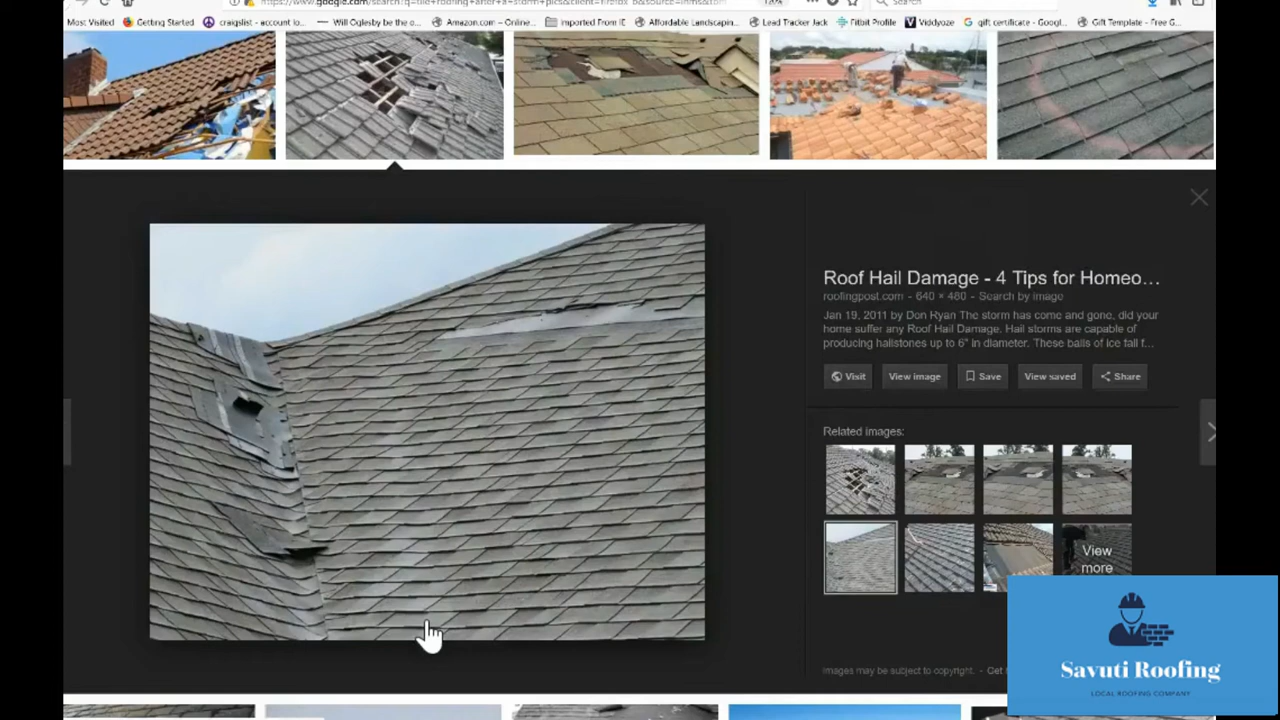 Most Visited Getting Started craigslist - account lo... Will Oglesby be the o... Amazon.com – Online... Imported From IE Affordable Landscapin... Lead Tracker Jack Fitbit Profile Viddyoze gift certificate - Googl... Gift Template - Free G...
Search
Roof Hail Damage - 4 Tips for Homeo...
roofingpost.com - 640 × 480 - Search by image
Jan 19, 2011 by Don Ryan The storm has come and gone, did your
home suffer any Roof Hail Damage. Hail storms are capable of
producing hailstones up to 6" in diameter. These balls of ice fall f...
Visit View image Save View saved Share
Related images:
View
more
Images may be subject to copyright. - Get
Savuti Roofing
LOCAL ROOFING COMPANY